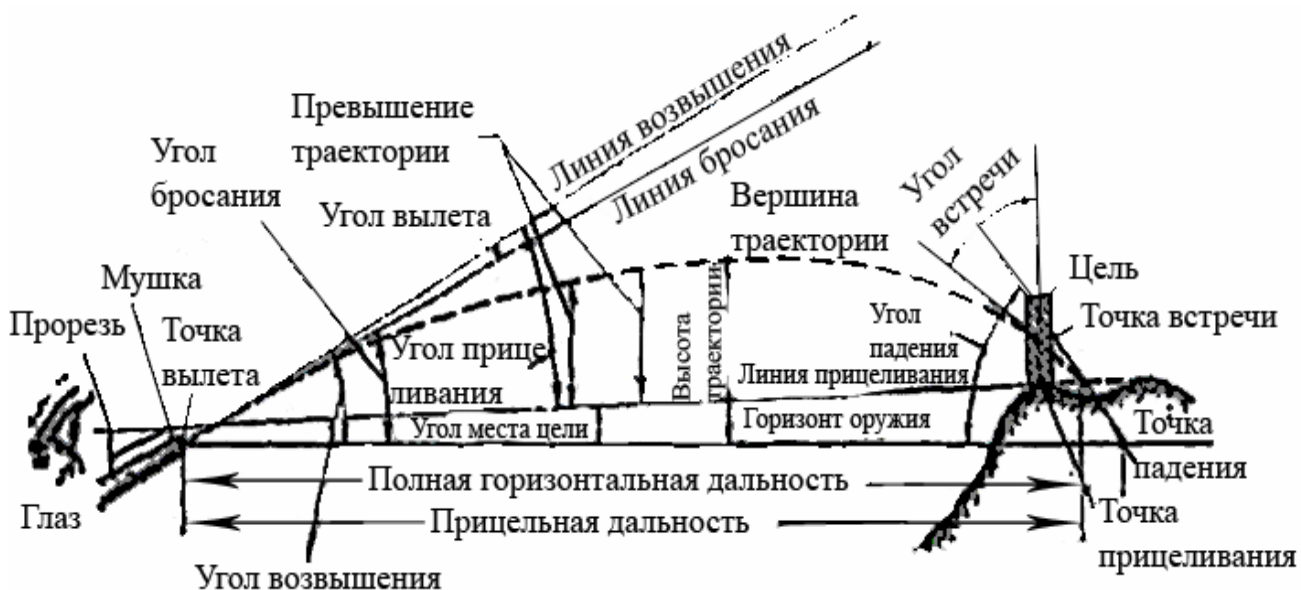 Превышение
траектории
Линия возвышения
Линия бросания
Угол
бросания
Угол вылета
Вершина
траектории
Угол
встречи
Мушка
Цель
Прорезь
Точка
вылета
Точка встречи
Угол прице
ливания
Высота
траектории
Угол
падения
Линия прицеливания
Угол места цели
Горизонт оружия
Точка
падения
Полная горизонтальная дальность
Глаз
Прицельная дальность
Точка
прицеливания
Угол возвышения